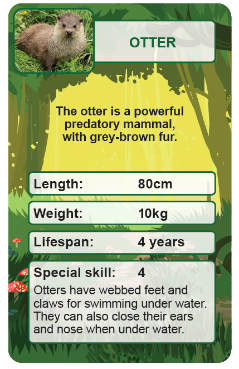 OTTER
The otter is a powerful
predatory mammal,
with grey-brown fur.
Length: 80cm
Weight: 10kg
Lifespan: 4 years
Special skill: 4
Otters have webbed feet and
claws for swimming under water.
They can also close their ears
and nose when under water.